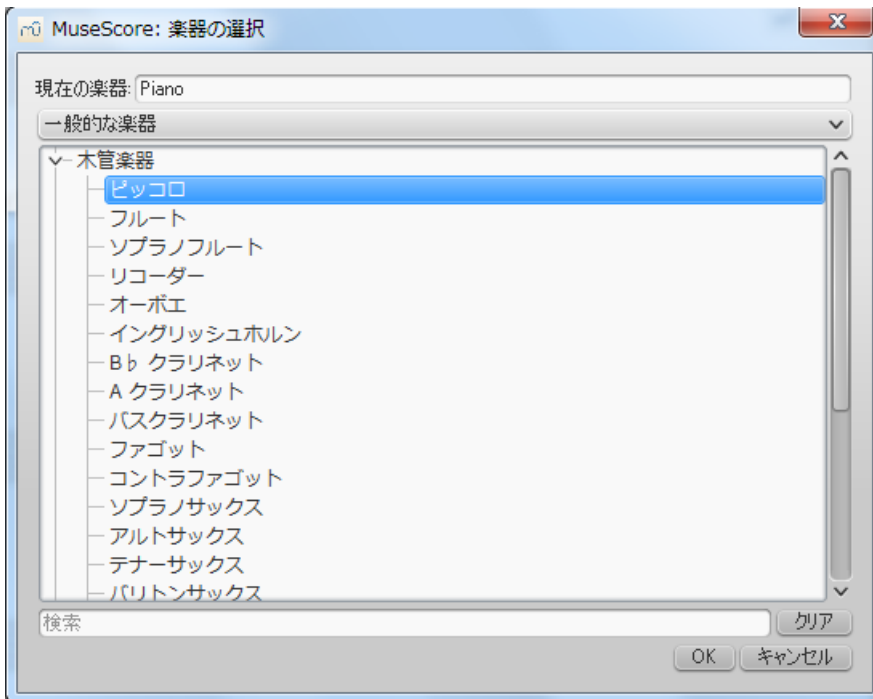 MuseScore: 楽器の選択
現在の楽器: Piano
一般的な楽器
木管楽器
ピッコロ
フルート
ソプラノフルート
リコーダー
オーボエ
イングリッシュホルン
B♭ クラリネット
A クラリネット
バスクラリネット
ファゴット
コントラファゴット
ソプラノサックス
アルトサックス
テナーサックス
バリトンサックス
検索 クリア
OK キャンセル